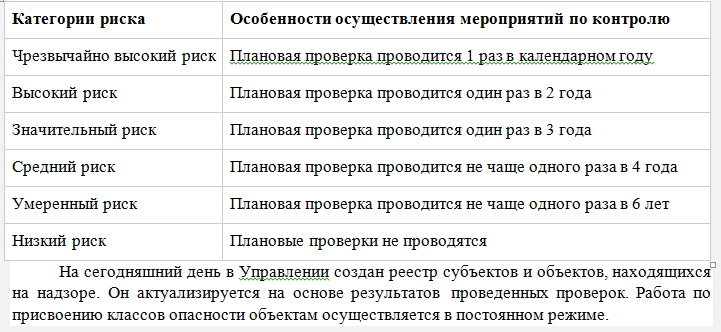 Категории риска Особенности осуществления мероприятий по контролю
Чрезвычайно высокий риск Плановая проверка проводится 1 раз в календарном году
Высокий риск Плановая проверка проводится один раз в 2 года
Значительный риск Плановая проверка проводится один раз в 3 года
Средний риск Плановая проверка проводится не чаще одного раза в 4 года
Умеренный риск Плановая проверка проводится не чаще одного раза в 6 лет
Низкий риск Плановые проверки не проводятся
На сегодняшний день в Управлении создан реестр субъектов и объектов, находящихся
на надзоре. Он актуализируется на основе результатов проведенных проверок. Работа по
присвоению классов опасности объектам осуществляется в постоянном режиме.